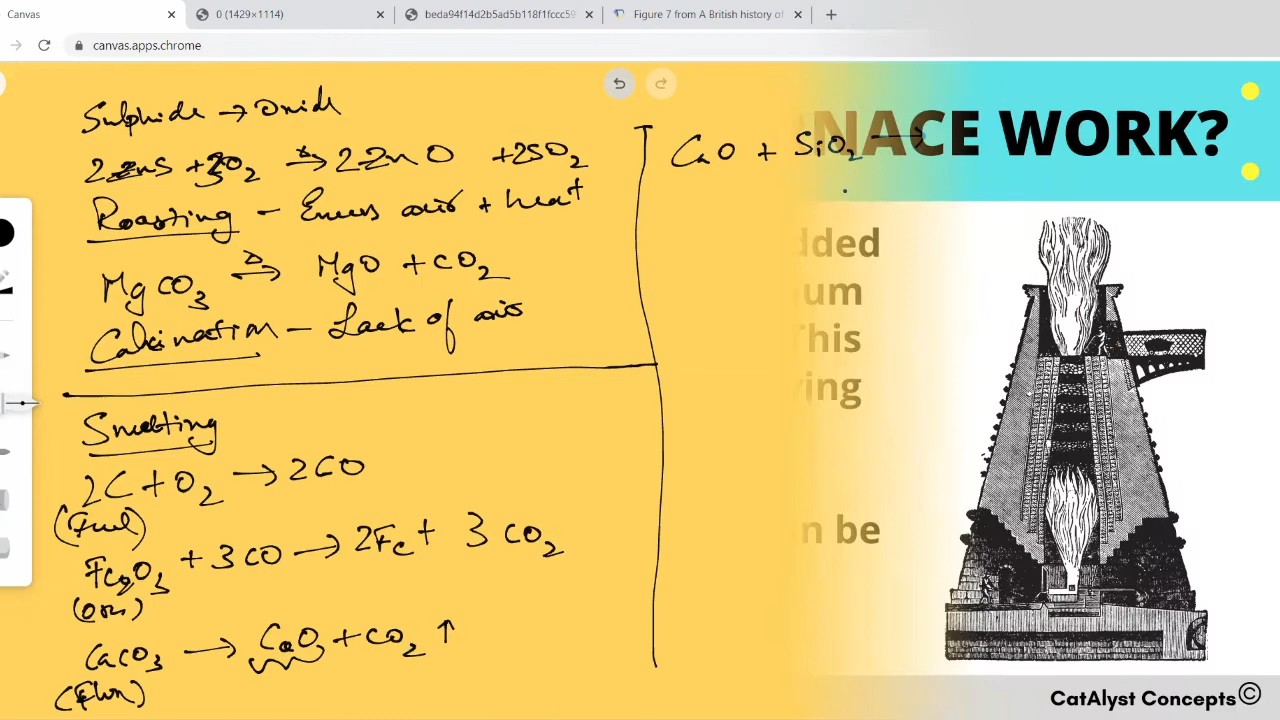 Canvas
0 (1429×1114)
beda94f14d2b5ad5b118f1fccc59
Figure 7 from A British history of
canvas.apps.chrome
Sulphide → Oxide
2ZnS + 3O2 → 2ZnO + 2SO2
Roasting – Excess air + heat
MgCO3 → MgO + CO2
Calcination – Lack of air
Smelting
2C + O2 → 2CO
(Fuel)
Fe2O3 + 3CO → 2Fe + 3CO2
(Ore)
CaCO3 → CaO + CO2 ↑
(Flux)
CaO + SiO2 →
NACE WORK?
dded
um
This
ying
n be
CatAlyst Concepts©